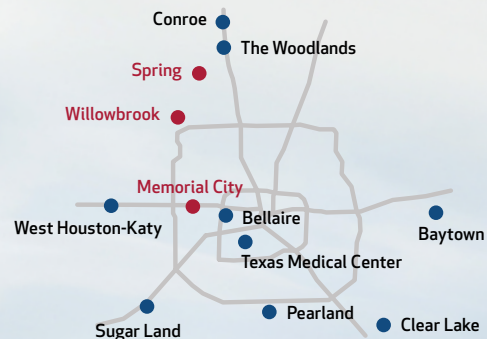 Conroe
The Woodlands
Spring
Willowbrook
Memorial City
West Houston-Katy
Bellaire
Baytown
Texas Medical Center
Pearland
Clear Lake
Sugar Land